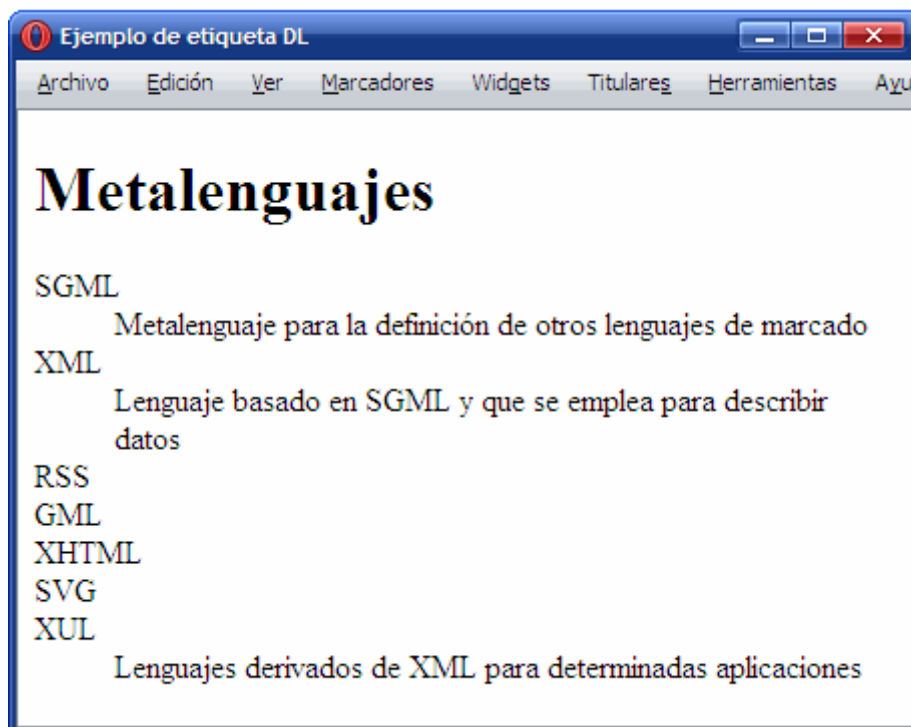 Ejemplo de etiqueta DL
Archivo Edición Ver Marcadores Widgets Titulares Herramientas Ayu
Metalenguajes
SGML
Metalenguaje para la definición de otros lenguajes de marcado
XML
Lenguaje basado en SGML y que se emplea para describir
datos
RSS
GML
XHTML
SVG
XUL
Lenguajes derivados de XML para determinadas aplicaciones